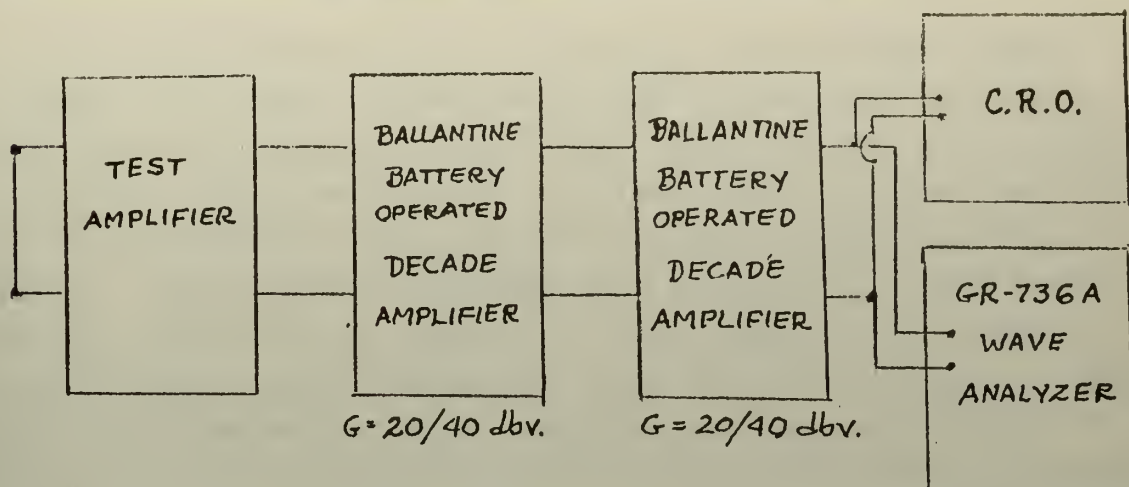 TEST
AMPLIFIER
BALLANTINE
BATTERY
OPERATED
DECADE
AMPLIFIER
G = 20/40 dbv.
BALLANTINE
BATTERY
OPERATED
DECADE
AMPLIFIER
G = 20/40 dbv.
C.R.O.
GR-736A
WAVE
ANALYZER